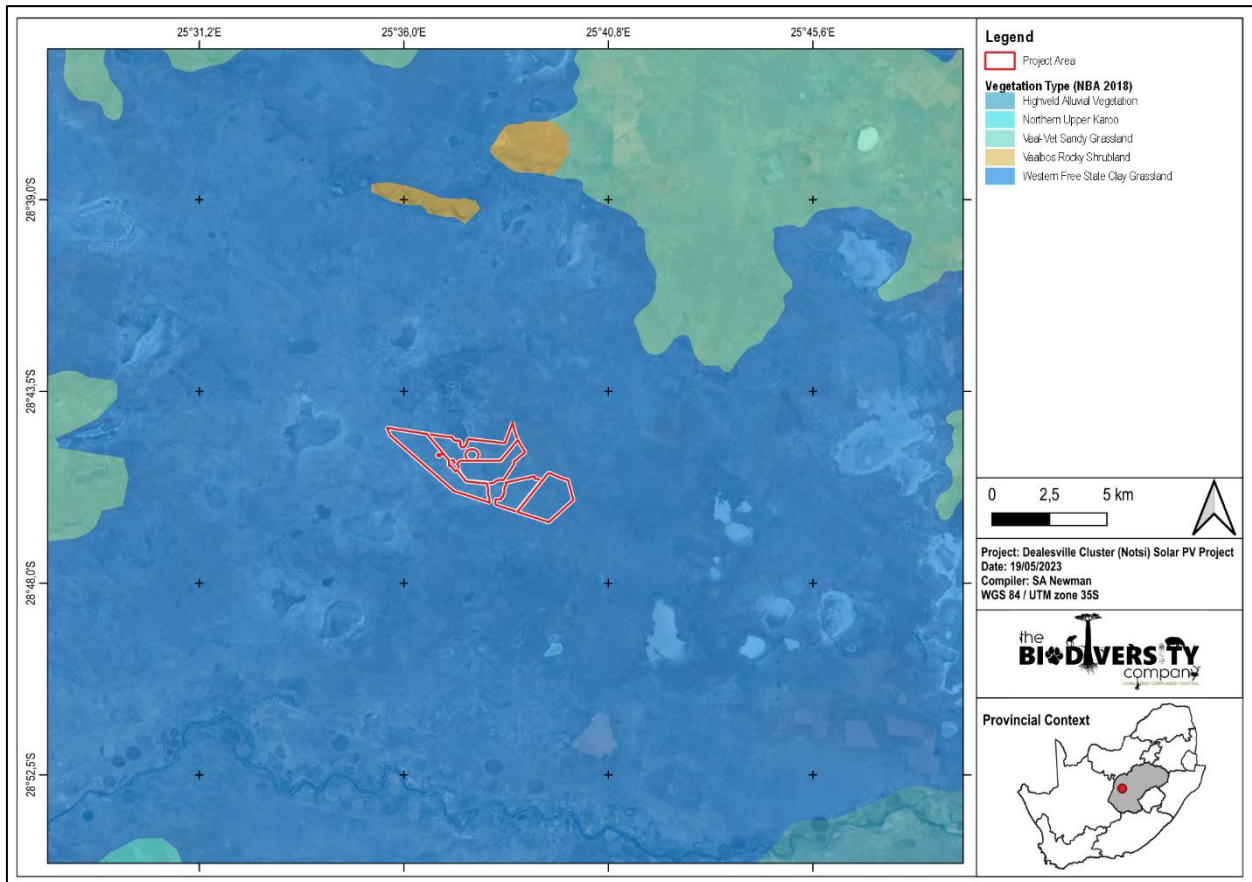 25°31,2'E
25°36,0'E
25°40,8'E
25°45,6'E
28°39,0'S
28°43,5'S
28°48,0'S
28°52,5'S
Legend
Project Area
Vegetation Type (NBA 2018)
Highveld Alluvial Vegetation
Northern Upper Karoo
Vaal-Vet Sandy Grassland
Vaalbos Rocky Shrubland
Western Free State Clay Grassland
0 2,5 5 km
Project: Dealesville Cluster (Notsi) Solar PV Project
Date: 19/05/2023
Compiler: SA Newman
WGS 84 / UTM zone 35S
the
BIODIVERSITY
company
Provincial Context